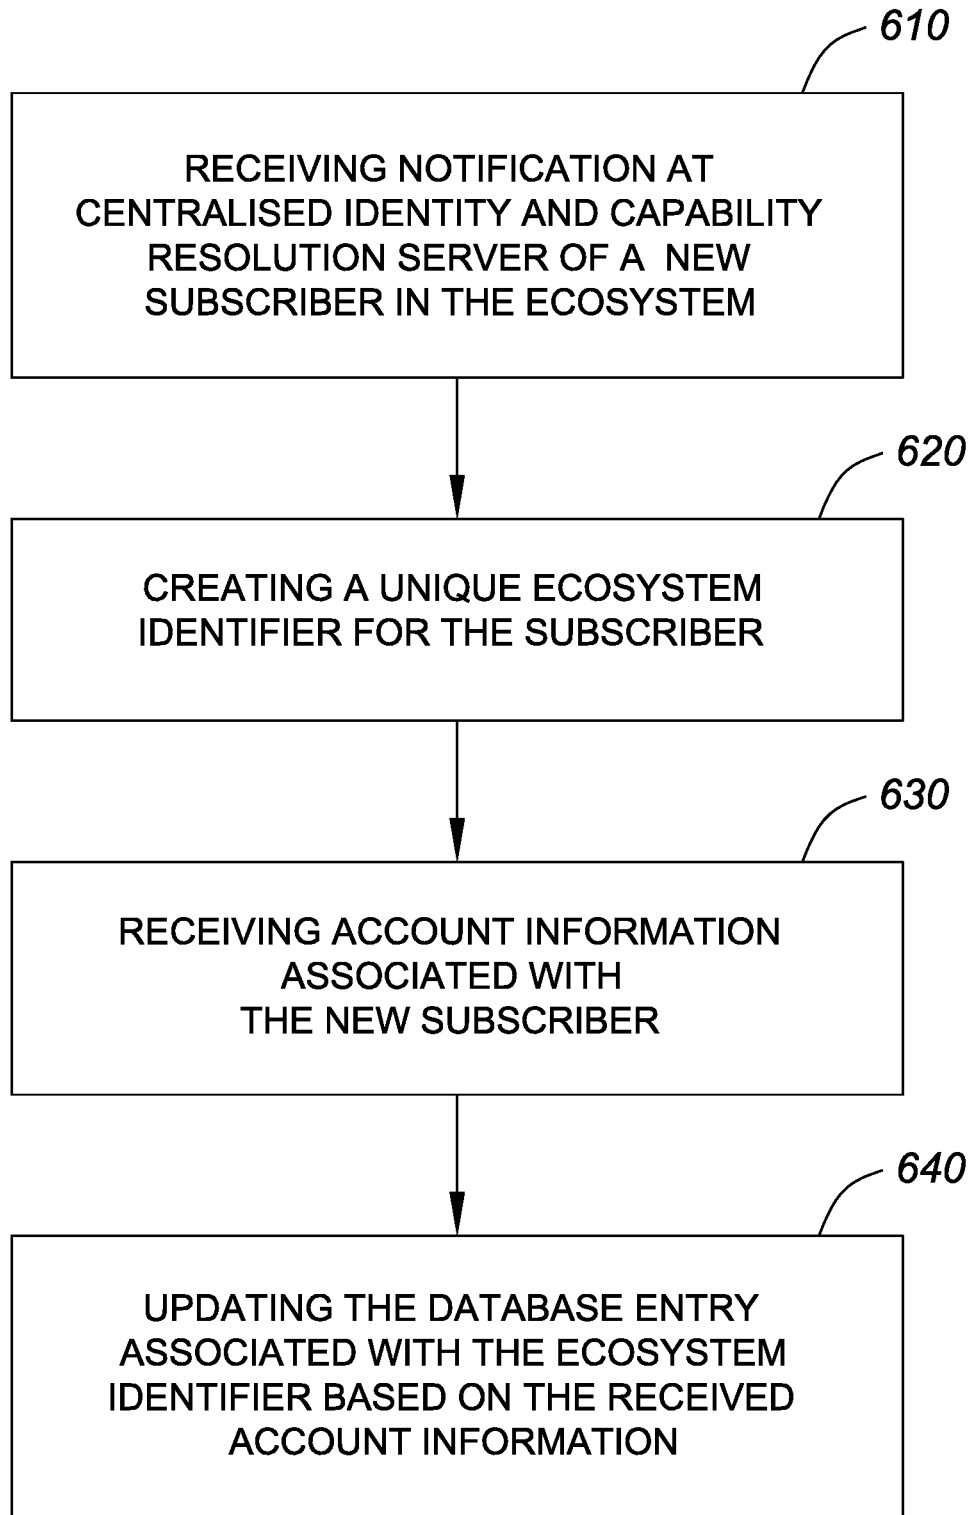 610
RECEIVING NOTIFICATION AT
CENTRALISED IDENTITY AND CAPABILITY
RESOLUTION SERVER OF A NEW
SUBSCRIBER IN THE ECOSYSTEM
620
CREATING A UNIQUE ECOSYSTEM
IDENTIFIER FOR THE SUBSCRIBER
630
RECEIVING ACCOUNT INFORMATION
ASSOCIATED WITH
THE NEW SUBSCRIBER
640
UPDATING THE DATABASE ENTRY
ASSOCIATED WITH THE ECOSYSTEM
IDENTIFIER BASED ON THE RECEIVED
ACCOUNT INFORMATION